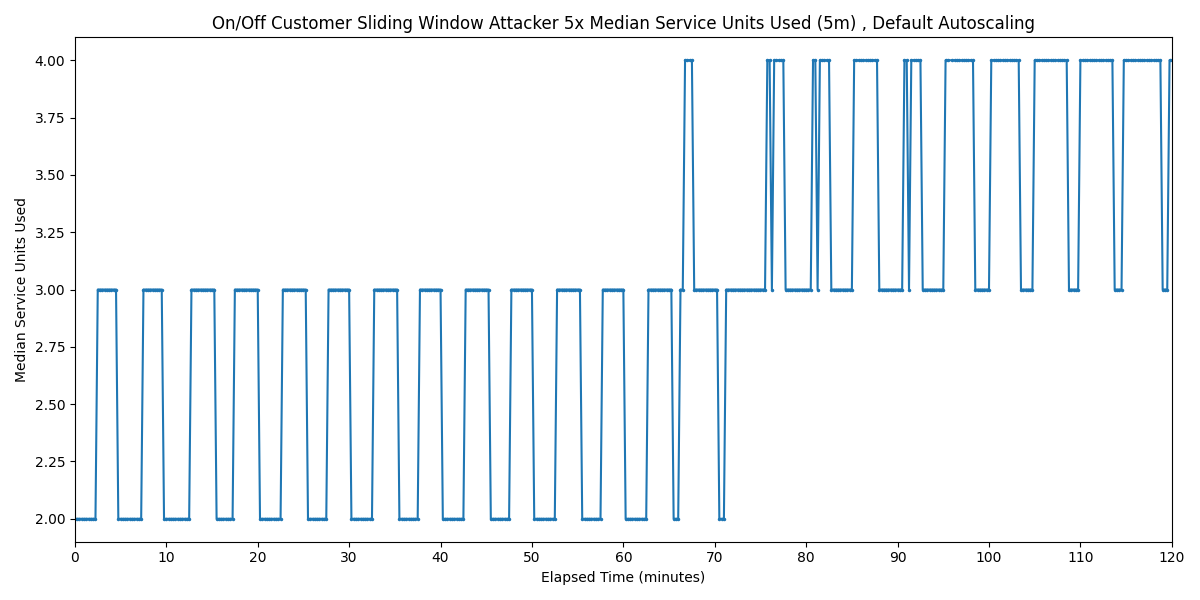 On/Off Customer Sliding Window Attacker 5x Median Service Units Used (5m) , Default Autoscaling
Median Service Units Used
4.00
3.75
3.50
3.25
3.00
2.75
2.50
2.25
2.00
0 10 20 30 40 50 60 70 80 90 100 110 120
Elapsed Time (minutes)